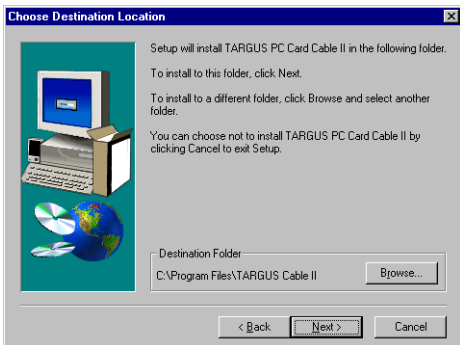 Choose Destination Location
Setup will install TARGUS PC Card Cable II in the following folder.
To install to this folder, click Next.
To install to a different folder, click Browse and select another
folder.
You can choose not to install TARGUS PC Card Cable II by
clicking Cancel to exit Setup.
Destination Folder
C:\Program Files\TARGUS Cable II
Browse...
< Back
Next >
Cancel